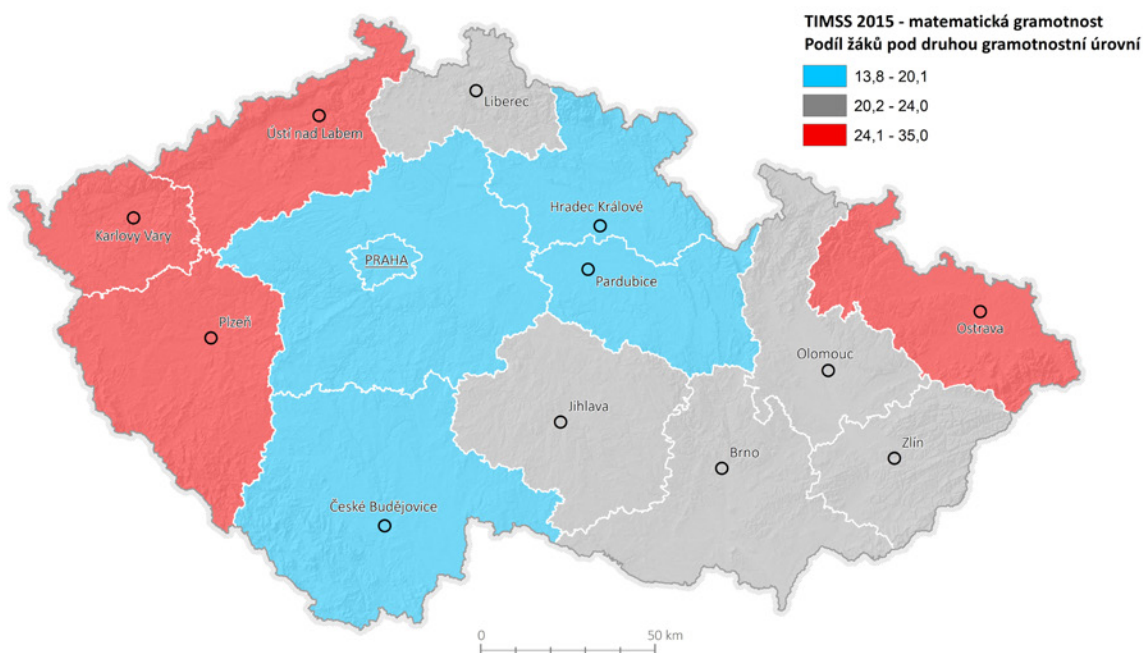 TIMSS 2015 - matematická gramotnost
Podíl žáků pod druhou gramotnostní úrovní
13,8 - 20,1
20,2 - 24,0
24,1 - 35,0
Liberec
Ústí nad Labem
Hradec Králové
Karlovy Vary
PRAHA
Pardubice
Plzeň
Ostrava
Olomouc
Jihlava
Brno
Zlín
České Budějovice
0 50 km